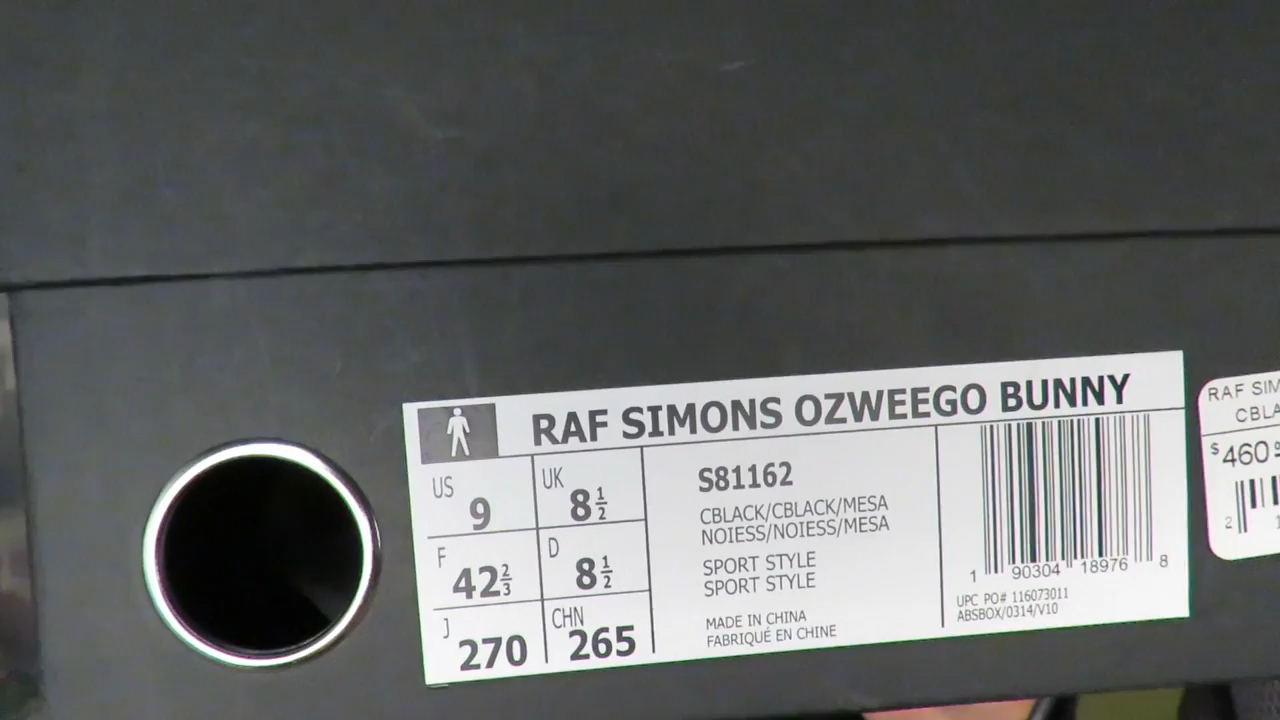 RAF SIMONS OZWEEGO BUNNY
US 9
UK 8½
F 42⅔
D 8½
J 270
CHN 265
S81162
CBLACK/CBLACK/MESA
NOIESS/NOIESS/MESA
SPORT STYLE
SPORT STYLE
MADE IN CHINA
FABRIQUÉ EN CHINE
1 90304 18976 8
UPC PO# 116073011
ABSBOX/0314/V10
RAF SIM
CBLA
$460
2 1